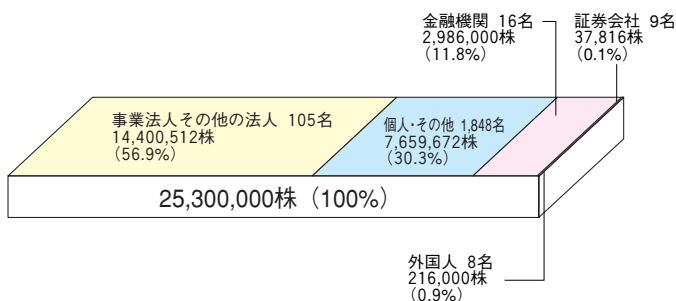 金融機関 16名
2,986,000株
(11.8%)
証券会社 9名
37,816株
(0.1%)
事業法人その他の法人 105名
14,400,512株
(56.9%)
個人・その他 1,848名
7,659,672株
(30.3%)
25,300,000株(100%)
外国人 8名
216,000株
(0.9%)